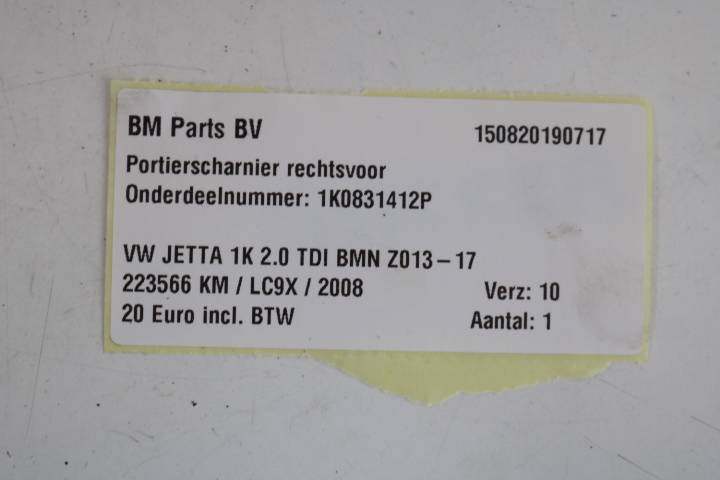 BM Parts BV 150820190717
Portierscharnier rechtsvoor
Onderdeelnummer: 1K0831412P
VW JETTA 1K 2.0 TDI BMN Z013-17
223566 KM / LC9X / 2008 Verz: 10
20 Euro incl. BTW Aantal: 1